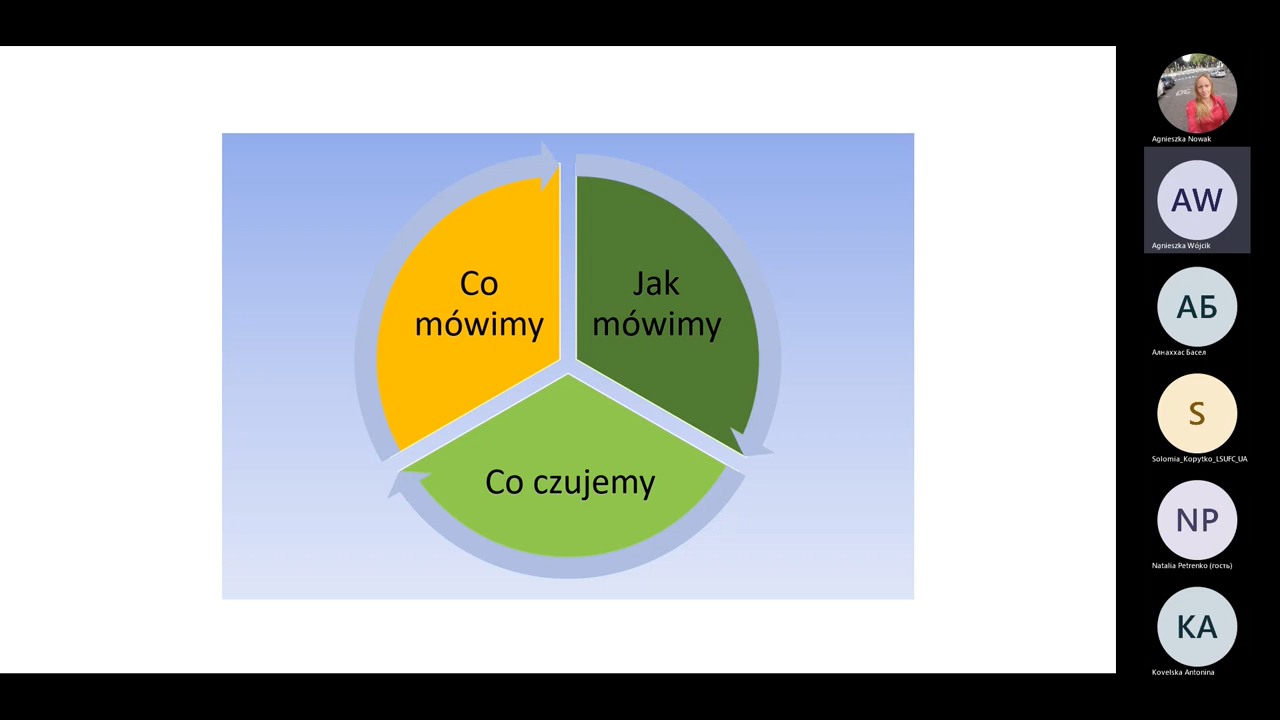 Co
mówimy
Jak
mówimy
Co czujemy
Agnieszka Nowak
AW
Agnieszka Wójcik
АБ
Алнаххас Басел
S
Solomia_Kopytko_LSUFC_UA
NP
Natalia Petrenko (гость)
KA
Kovelska Antonina